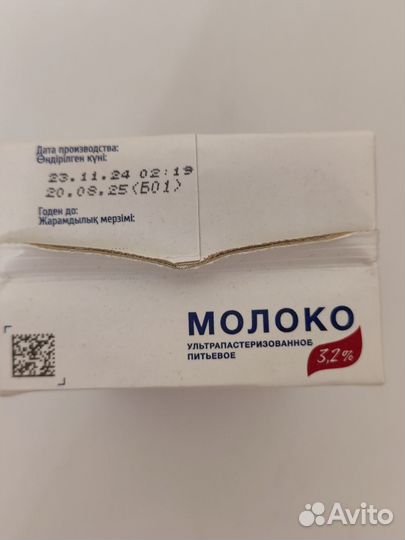 Дата производства:
Өндірілген күні:
23.11.24 02:19
20.08.25(Б01)
Годен до:
Жарамдылық мерзімі:
МОЛОКО
УЛЬТРАПАСТЕРИЗОВАННОЕ
ПИТЬЕВОЕ
3,2%
Avito